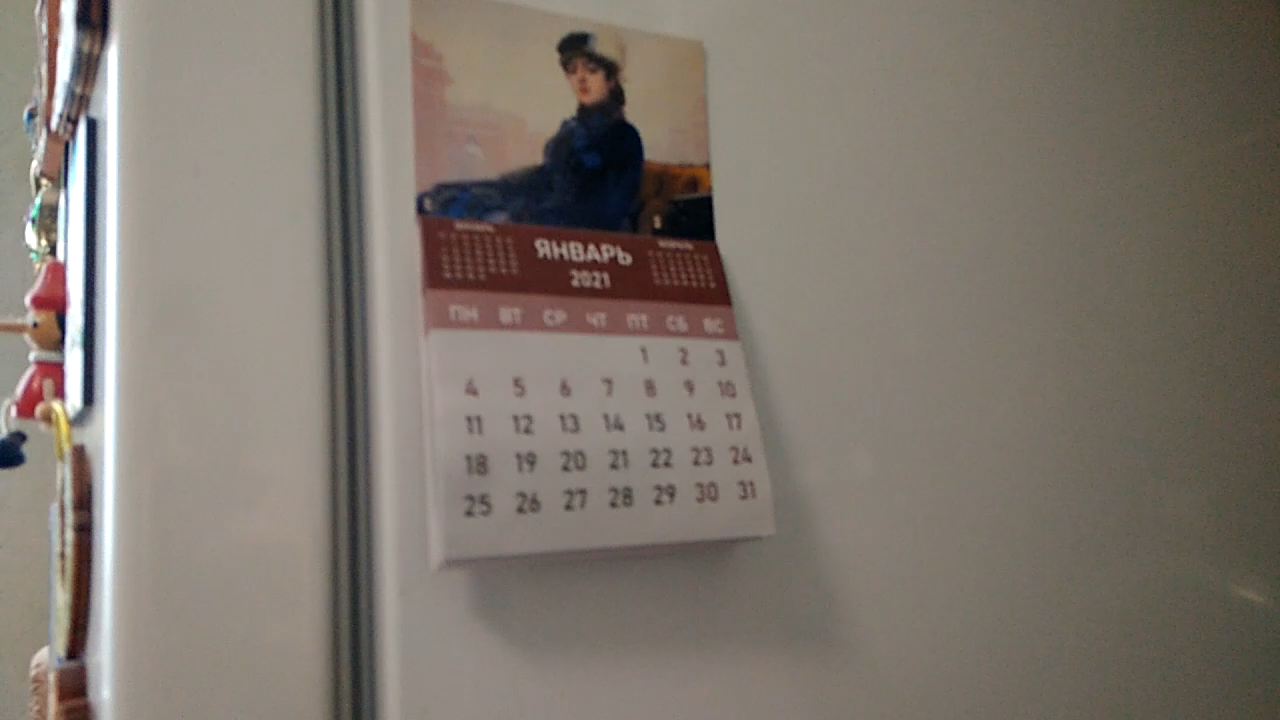 ЯНВАРЬ
2021
ПН ВТ СР ЧТ ПТ СБ ВС
1 2 3
4 5 6 7 8 9 10
11 12 13 14 15 16 17
18 19 20 21 22 23 24
25 26 27 28 29 30 31